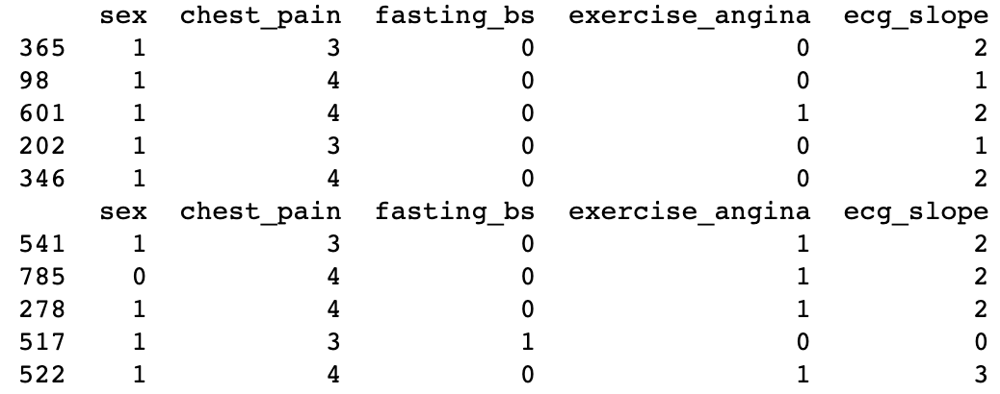 sex chest_pain fasting_bs exercise_angina ecg_slope
365 1 3 0 0 2
98 1 4 0 0 1
601 1 4 0 1 2
202 1 3 0 0 1
346 1 4 0 0 2
sex chest_pain fasting_bs exercise_angina ecg_slope
541 1 3 0 1 2
785 0 4 0 1 2
278 1 4 0 1 2
517 1 3 1 0 0
522 1 4 0 1 3